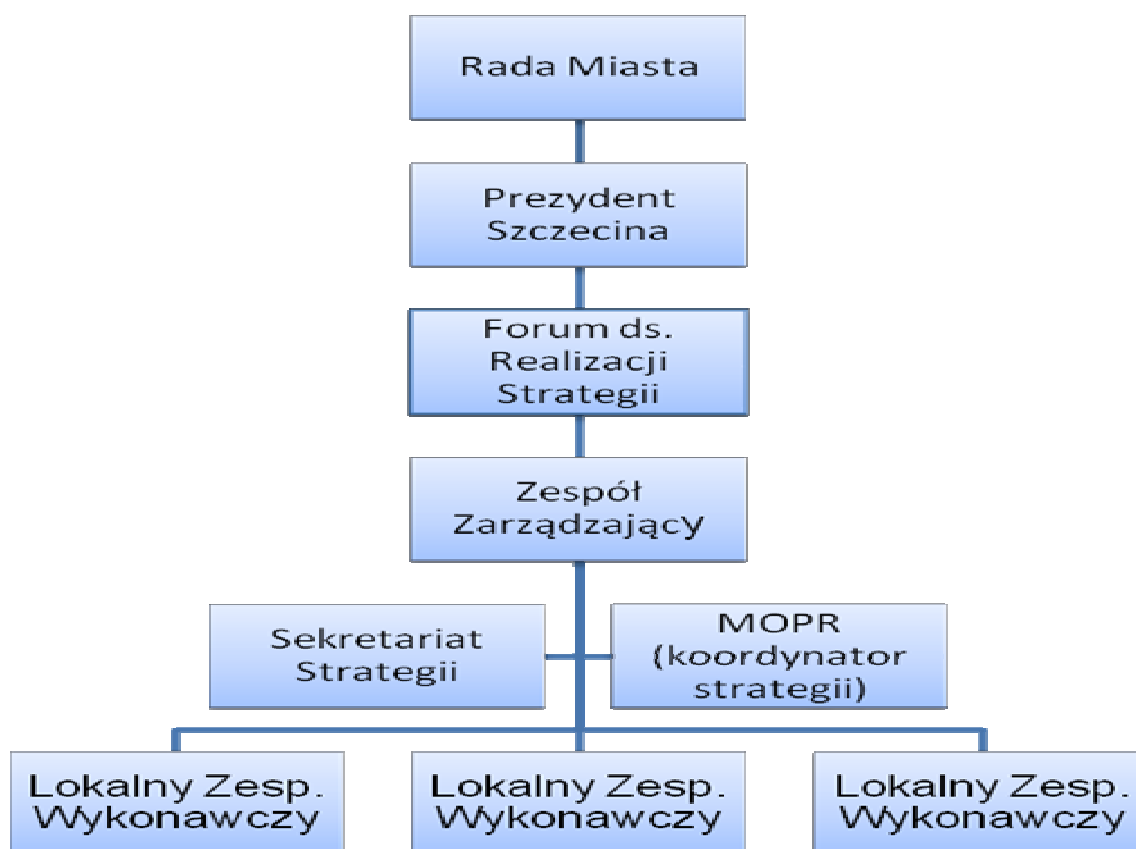 Rada Miasta
Prezydent
Szczecina
Forum ds.
Realizacji
Strategii
Zespół
Zarządzający
Sekretariat
Strategii
MOPR
(koordynator
strategii)
Lokalny Zesp.
Wykonawczy
Lokalny Zesp.
Wykonawczy
Lokalny Zesp.
Wykonawczy